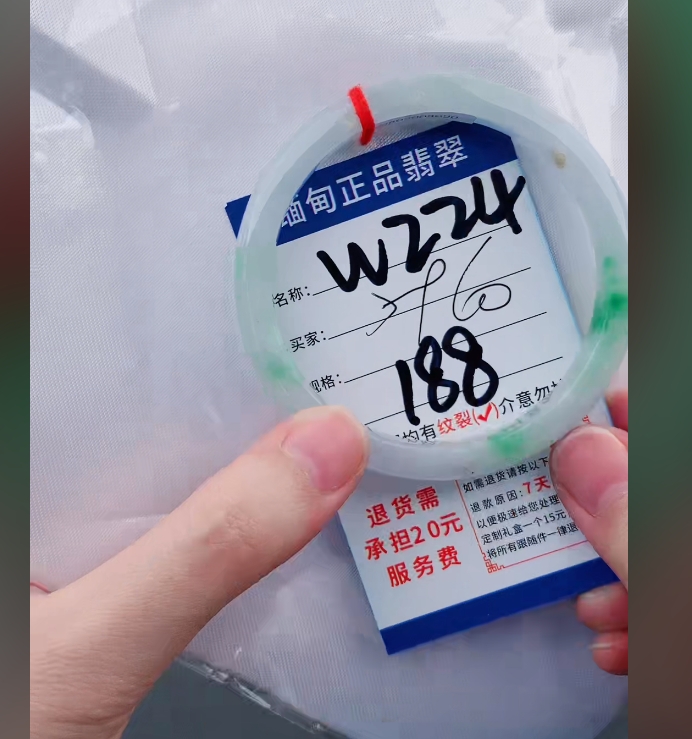 缅甸正品翡翠
名称: W224
买家:
规格: 188
均有纹裂(✓)介意勿
退货需
承担20元
服务费
如需退货请按以下
退款原因:7天
以便极速给您处理
定制礼盒一个15元
将所有跟随件一律退